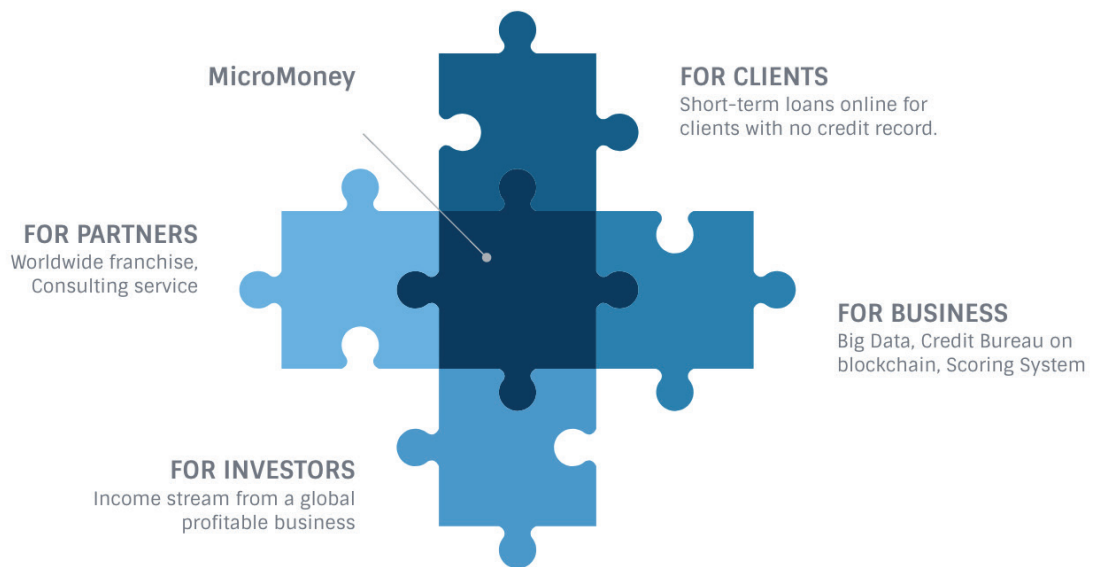 MicroMoney
FOR CLIENTS
Short-term loans online for
clients with no credit record.
FOR PARTNERS
Worldwide franchise,
Consulting service
FOR BUSINESS
Big Data, Credit Bureau on
blockchain, Scoring System
FOR INVESTORS
Income stream from a global
profitable business